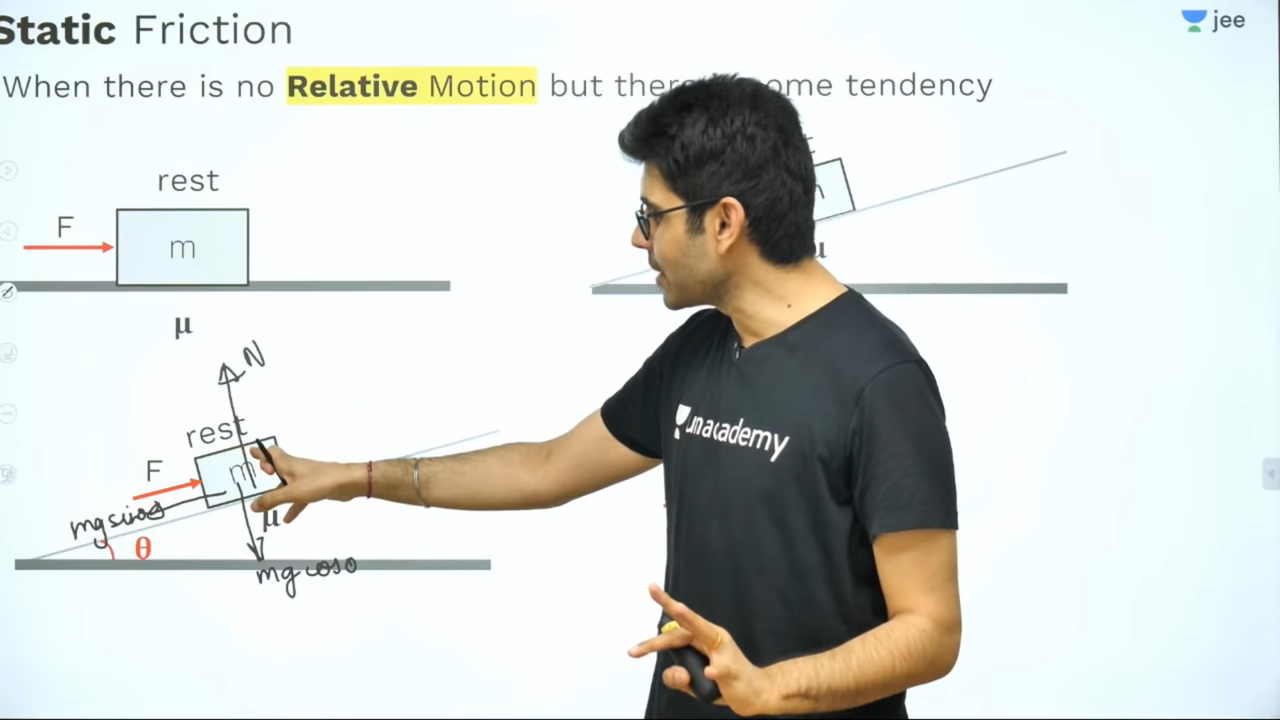 Static Friction
jee
When there is no Relative Motion but there some tendency
rest
F
m
μ
N
rest
F
m
mg sinθ
θ
μ
mg cosθ
unacademy